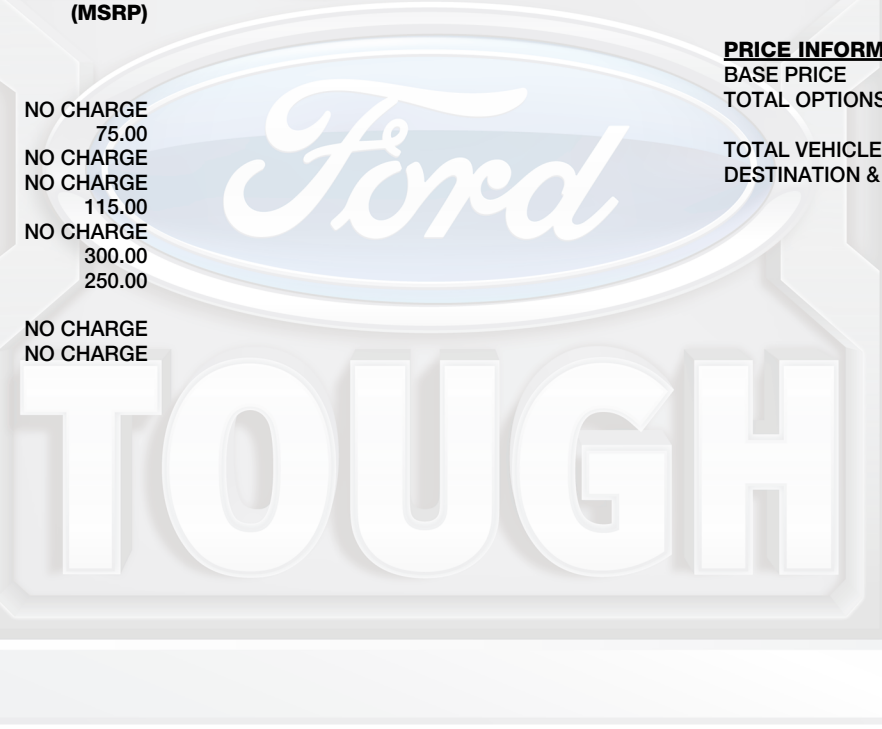 (MSRP)
NO CHARGE
75.00
NO CHARGE
NO CHARGE
115.00
NO CHARGE
300.00
250.00
NO CHARGE
NO CHARGE
PRICE INFORM
BASE PRICE
TOTAL OPTIONS
TOTAL VEHICLE
DESTINATION &
Ford
TOUGH